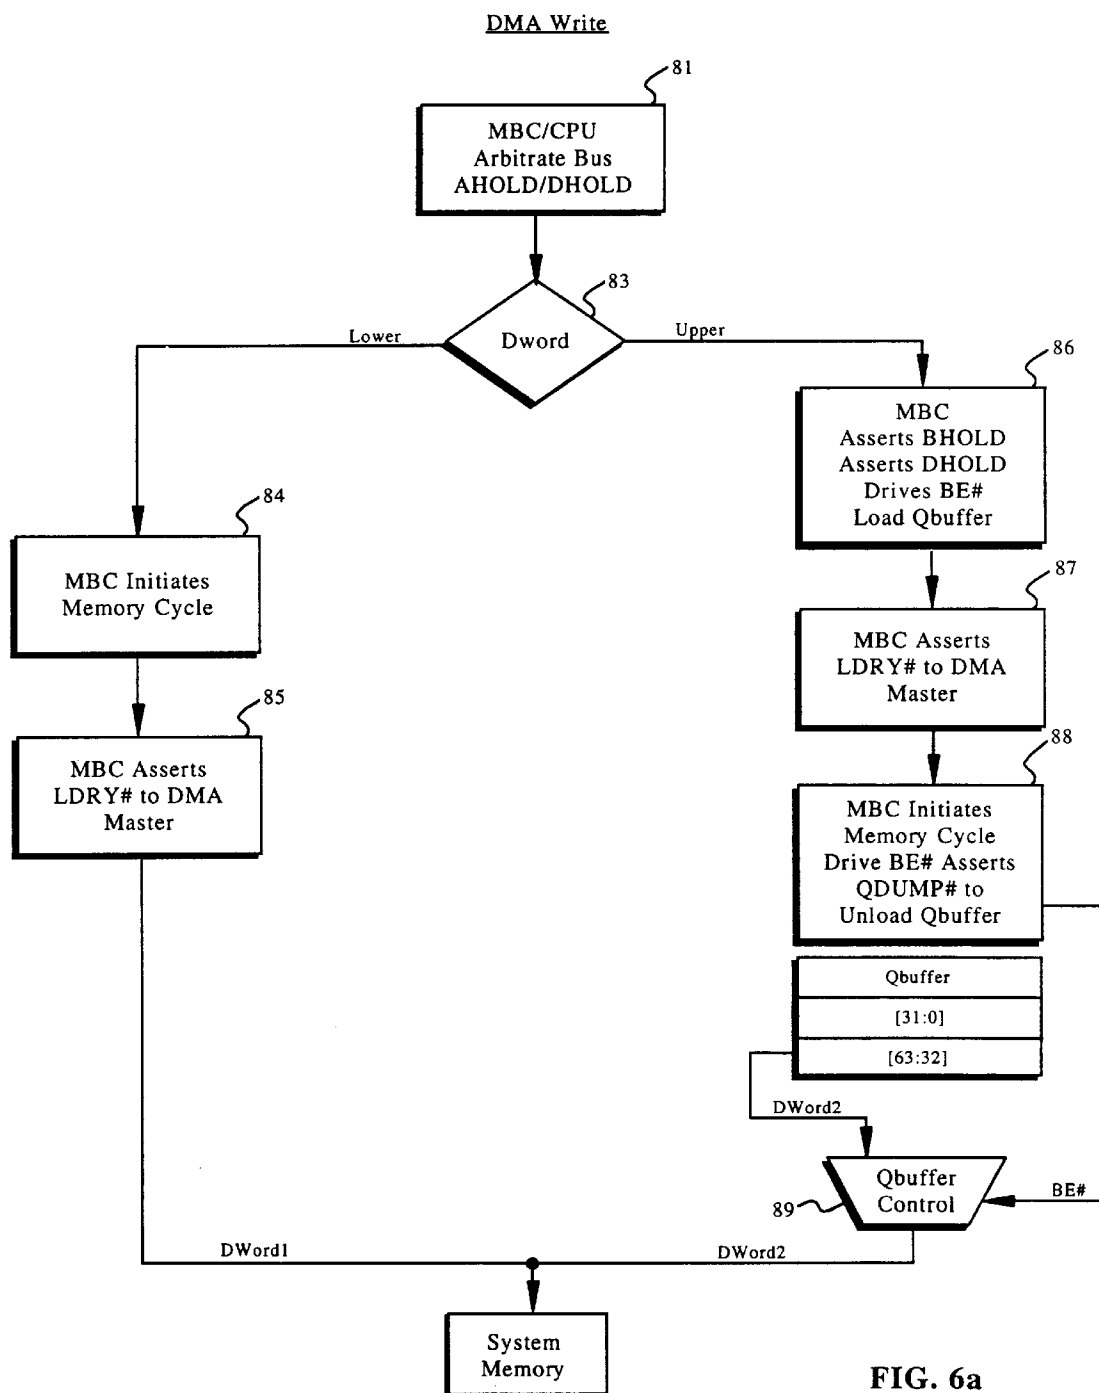 DMA Write
81
MBC/CPU
Arbitrate Bus
AHOLD/DHOLD
83
Dword
Lower
Upper
84
MBC Initiates
Memory Cycle
85
MBC Asserts
LDRY# to DMA
Master
86
MBC
Asserts BHOLD
Asserts DHOLD
Drives BE#
Load Qbuffer
87
MBC Asserts
LDRY# to DMA
Master
88
MBC Initiates
Memory Cycle
Drive BE# Asserts
QDUMP# to
Unload Qbuffer
Qbuffer
[31:0]
[63:32]
DWord2
Qbuffer
Control
89
BE#
DWord1
DWord2
System
Memory
FIG. 6a